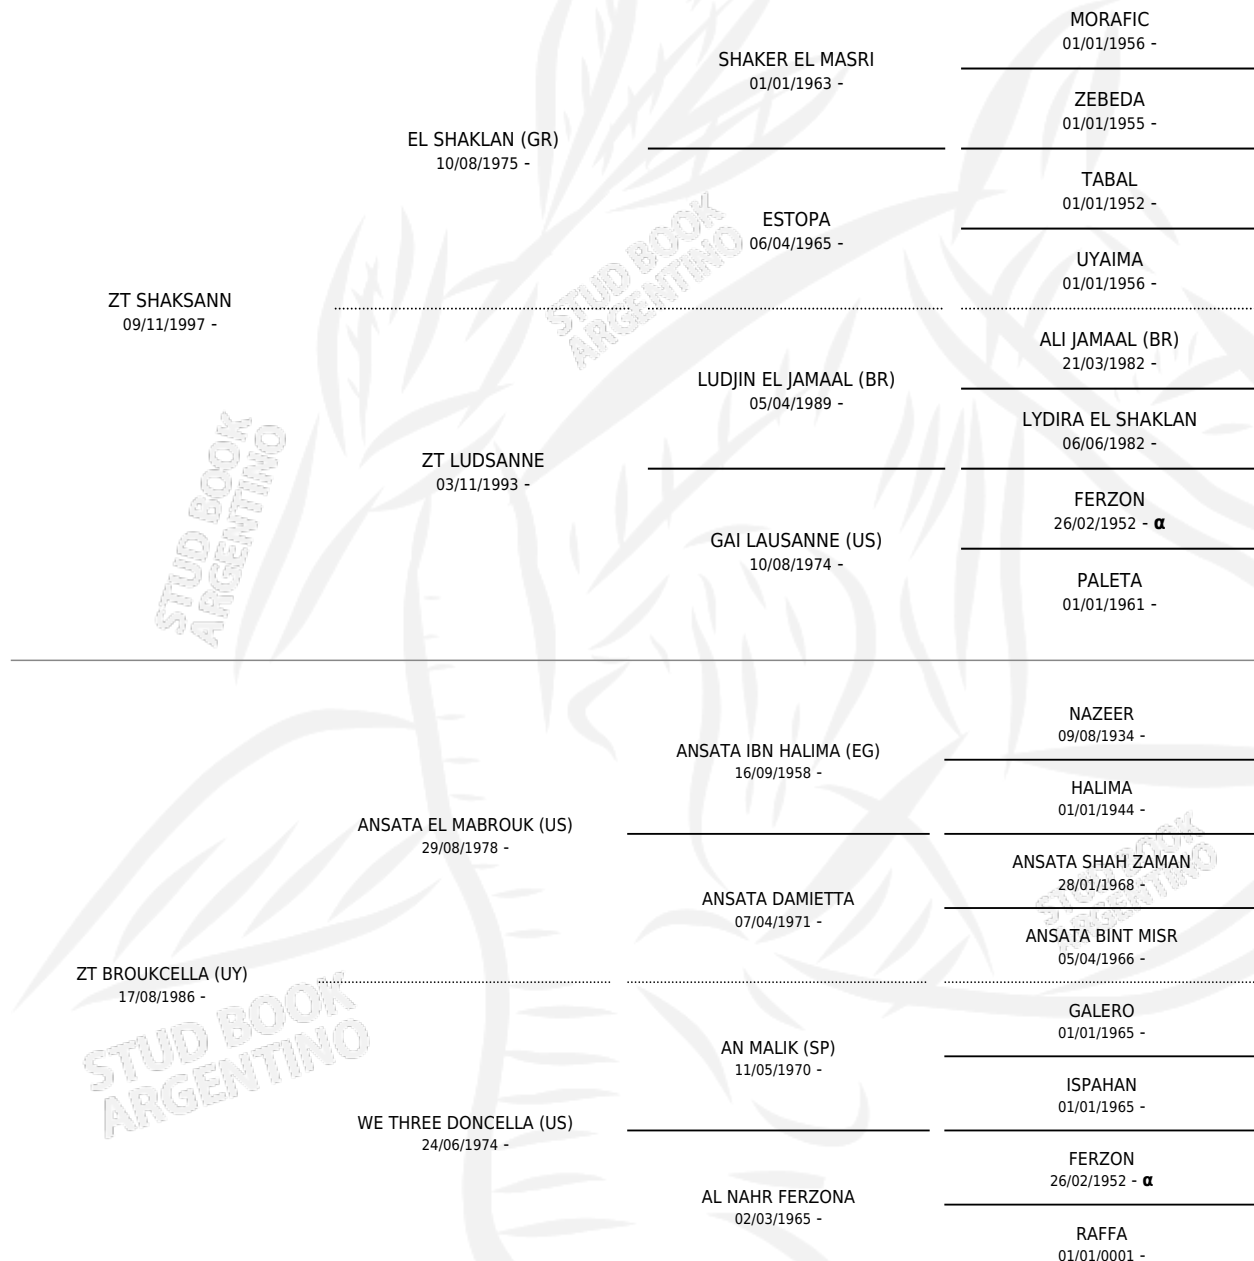 MORAFIC
01/01/1956 -
SHAKER EL MASRI
01/01/1963 -
ZEBEDA
01/01/1955 -
EL SHAKLAN (GR)
10/08/1975 -
TABAL
01/01/1952 -
ESTOPA
06/04/1965 -
UYAIMA
01/01/1956 -
ZT SHAKSANN
09/11/1997 -
ALI JAMAAL (BR)
21/03/1982 -
LUDJIN EL JAMAAL (BR)
05/04/1989 -
LYDIRA EL SHAKLAN
06/06/1982 -
ZT LUDSANNE
03/11/1993 -
FERZON
26/02/1952 - α
GAI LAUSANNE (US)
10/08/1974 -
PALETA
01/01/1961 -
NAZEER
09/08/1934 -
ANSATA IBN HALIMA (EG)
16/09/1958 -
HALIMA
01/01/1944 -
ANSATA EL MABROUK (US)
29/08/1978 -
ANSATA SHAH ZAMAN
28/01/1968 -
ANSATA DAMIETTA
07/04/1971 -
ANSATA BINT MISR
05/04/1966 -
ZT BROUKCELLA (UY)
17/08/1986 -
GALERO
01/01/1965 -
AN MALIK (SP)
11/05/1970 -
ISPAHAN
01/01/1965 -
WE THREE DONCELLA (US)
24/06/1974 -
FERZON
26/02/1952 - α
AL NAHR FERZONA
02/03/1965 -
RAFFA
01/01/0001 -
STUD BOOK
ARGENTINO
STUD BOOK
ARGENTINO
STUD BOOK
ARGENTINO
STUD BOOK
ARGENTINO